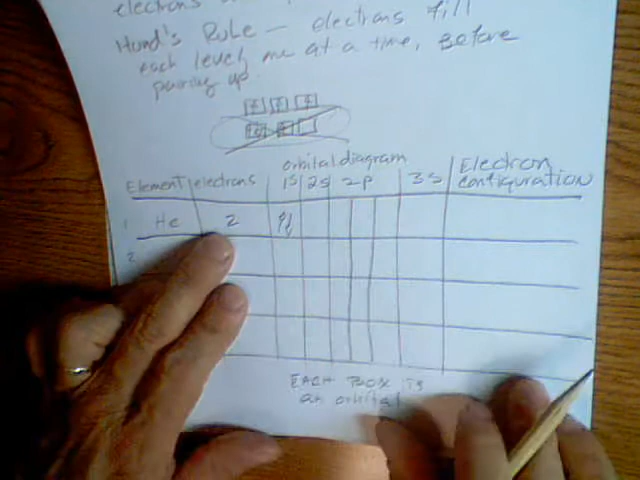 electrons
Hund's Rule — electrons fill
each level, one at a time, before
pairing up
orbital diagram
Element electrons 1s 2s 2p 3s Electron configuration
1 He 2 ⥮
2
EACH BOX IS
an orbital